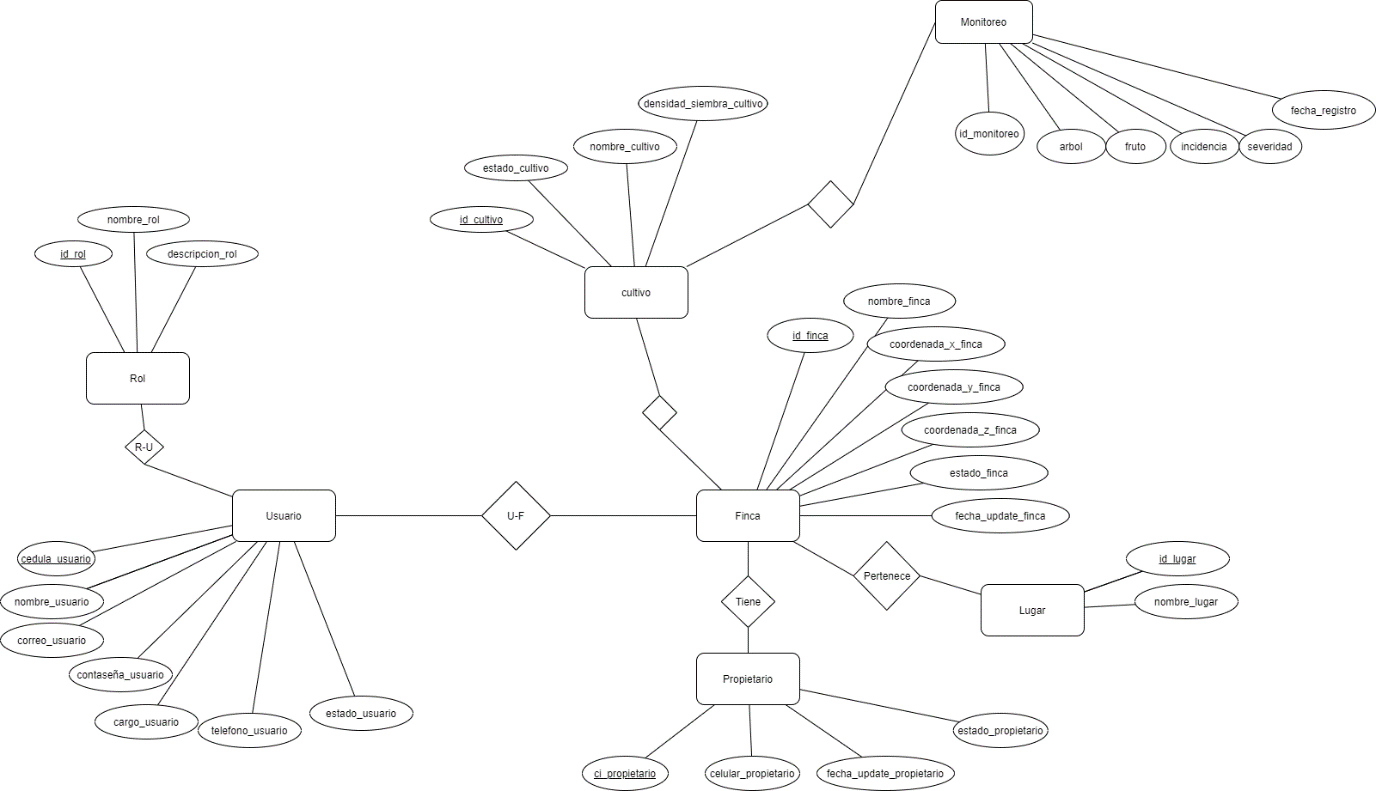 Monitoreo
densidad_siembra_cultivo
fecha_registro
id_monitoreo
nombre_cultivo
arbol
fruto
incidencia
severidad
estado_cultivo
nombre_rol
id_cultivo
id_rol
descripcion_rol
cultivo
nombre_finca
id_finca
coordenada_x_finca
Rol
coordenada_y_finca
coordenada_z_finca
R-U
estado_finca
Usuario
U-F
Finca
fecha_update_finca
cedula_usuario
id_lugar
Pertenece
nombre_usuario
Tiene
nombre_lugar
Lugar
correo_usuario
contaseña_usuario
Propietario
estado_usuario
cargo_usuario
telefono_usuario
estado_propietario
ci_propietario
celular_propietario
fecha_update_propietario